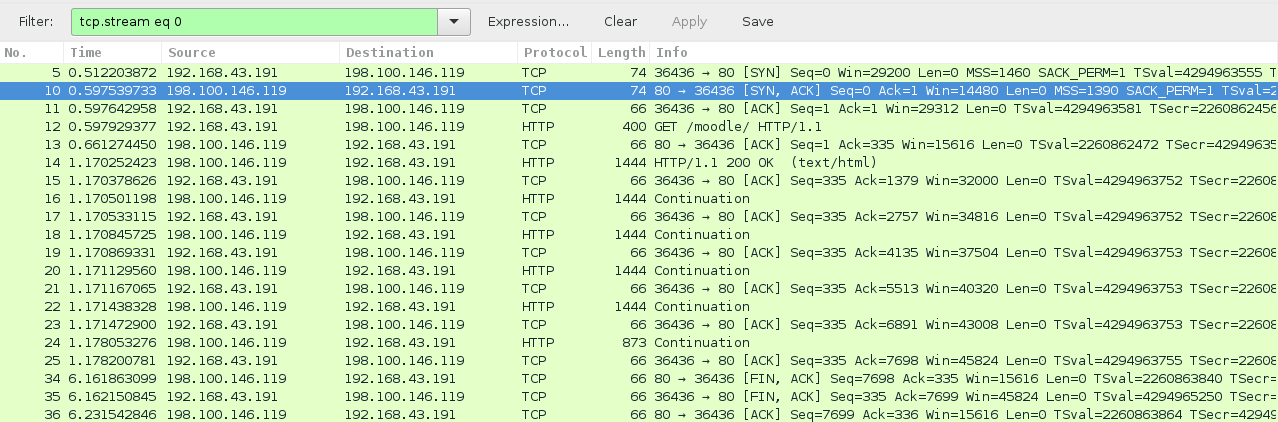 Filter: tcp.stream eq 0 Expression... Clear Apply Save
No. Time Source Destination Protocol Length Info
5 0.512203872 192.168.43.191 198.100.146.119 TCP 74 36436 → 80 [SYN] Seq=0 Win=29200 Len=0 MSS=1460 SACK_PERM=1 TSval=4294963555 T
10 0.597539733 198.100.146.119 192.168.43.191 TCP 74 80 → 36436 [SYN, ACK] Seq=0 Ack=1 Win=14480 Len=0 MSS=1390 SACK_PERM=1 TSval=2
11 0.597642958 192.168.43.191 198.100.146.119 TCP 66 36436 → 80 [ACK] Seq=1 Ack=1 Win=29312 Len=0 TSval=4294963581 TSecr=2260862456
12 0.597929377 192.168.43.191 198.100.146.119 HTTP 400 GET /moodle/ HTTP/1.1
13 0.661274450 198.100.146.119 192.168.43.191 TCP 66 80 → 36436 [ACK] Seq=1 Ack=335 Win=15616 Len=0 TSval=2260862472 TSecr=42949635
14 1.170252423 198.100.146.119 192.168.43.191 HTTP 1444 HTTP/1.1 200 OK (text/html)
15 1.170378626 192.168.43.191 198.100.146.119 TCP 66 36436 → 80 [ACK] Seq=335 Ack=1379 Win=32000 Len=0 TSval=4294963752 TSecr=22608
16 1.170501198 198.100.146.119 192.168.43.191 HTTP 1444 Continuation
17 1.170533115 192.168.43.191 198.100.146.119 TCP 66 36436 → 80 [ACK] Seq=335 Ack=2757 Win=34816 Len=0 TSval=4294963752 TSecr=22608
18 1.170845725 198.100.146.119 192.168.43.191 HTTP 1444 Continuation
19 1.170869331 192.168.43.191 198.100.146.119 TCP 66 36436 → 80 [ACK] Seq=335 Ack=4135 Win=37504 Len=0 TSval=4294963753 TSecr=22608
20 1.171129560 198.100.146.119 192.168.43.191 HTTP 1444 Continuation
21 1.171167065 192.168.43.191 198.100.146.119 TCP 66 36436 → 80 [ACK] Seq=335 Ack=5513 Win=40320 Len=0 TSval=4294963753 TSecr=22608
22 1.171438328 198.100.146.119 192.168.43.191 HTTP 1444 Continuation
23 1.171472900 192.168.43.191 198.100.146.119 TCP 66 36436 → 80 [ACK] Seq=335 Ack=6891 Win=43008 Len=0 TSval=4294963753 TSecr=22608
24 1.178053276 198.100.146.119 192.168.43.191 HTTP 873 Continuation
25 1.178200781 192.168.43.191 198.100.146.119 TCP 66 36436 → 80 [ACK] Seq=335 Ack=7698 Win=45824 Len=0 TSval=4294963755 TSecr=22608
34 6.161863099 198.100.146.119 192.168.43.191 TCP 66 80 → 36436 [FIN, ACK] Seq=7698 Ack=335 Win=15616 Len=0 TSval=2260863840 TSecr=
35 6.162150845 192.168.43.191 198.100.146.119 TCP 66 36436 → 80 [FIN, ACK] Seq=335 Ack=7699 Win=45824 Len=0 TSval=4294965250 TSecr=
36 6.231542846 198.100.146.119 192.168.43.191 TCP 66 80 → 36436 [ACK] Seq=7699 Ack=336 Win=15616 Len=0 TSval=2260863864 TSecr=42949